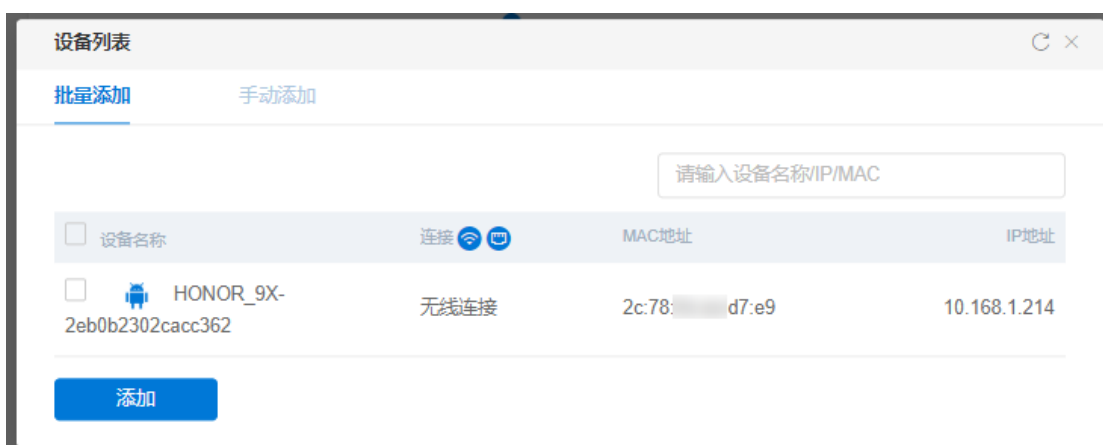 设备列表
批量添加 手动添加
请输入设备名称/IP/MAC
设备名称 连接 MAC地址 IP地址
HONOR_9X-
2eb0b2302cacc362 无线连接 2c:78: d7:e9 10.168.1.214
添加